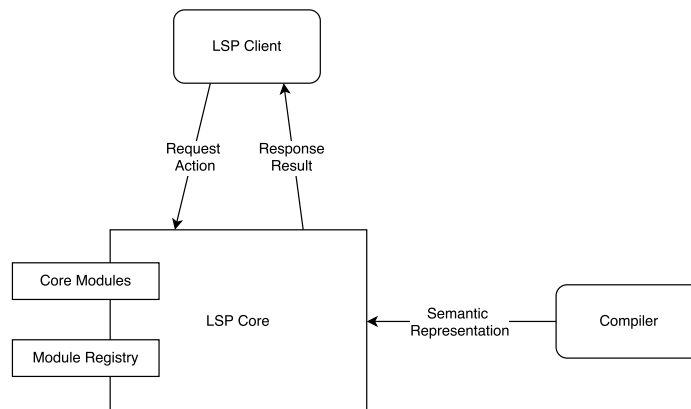 LSP Client
Request
Action
Response
Result
Core Modules
LSP Core
Semantic
Representation
Compiler
Module Registry